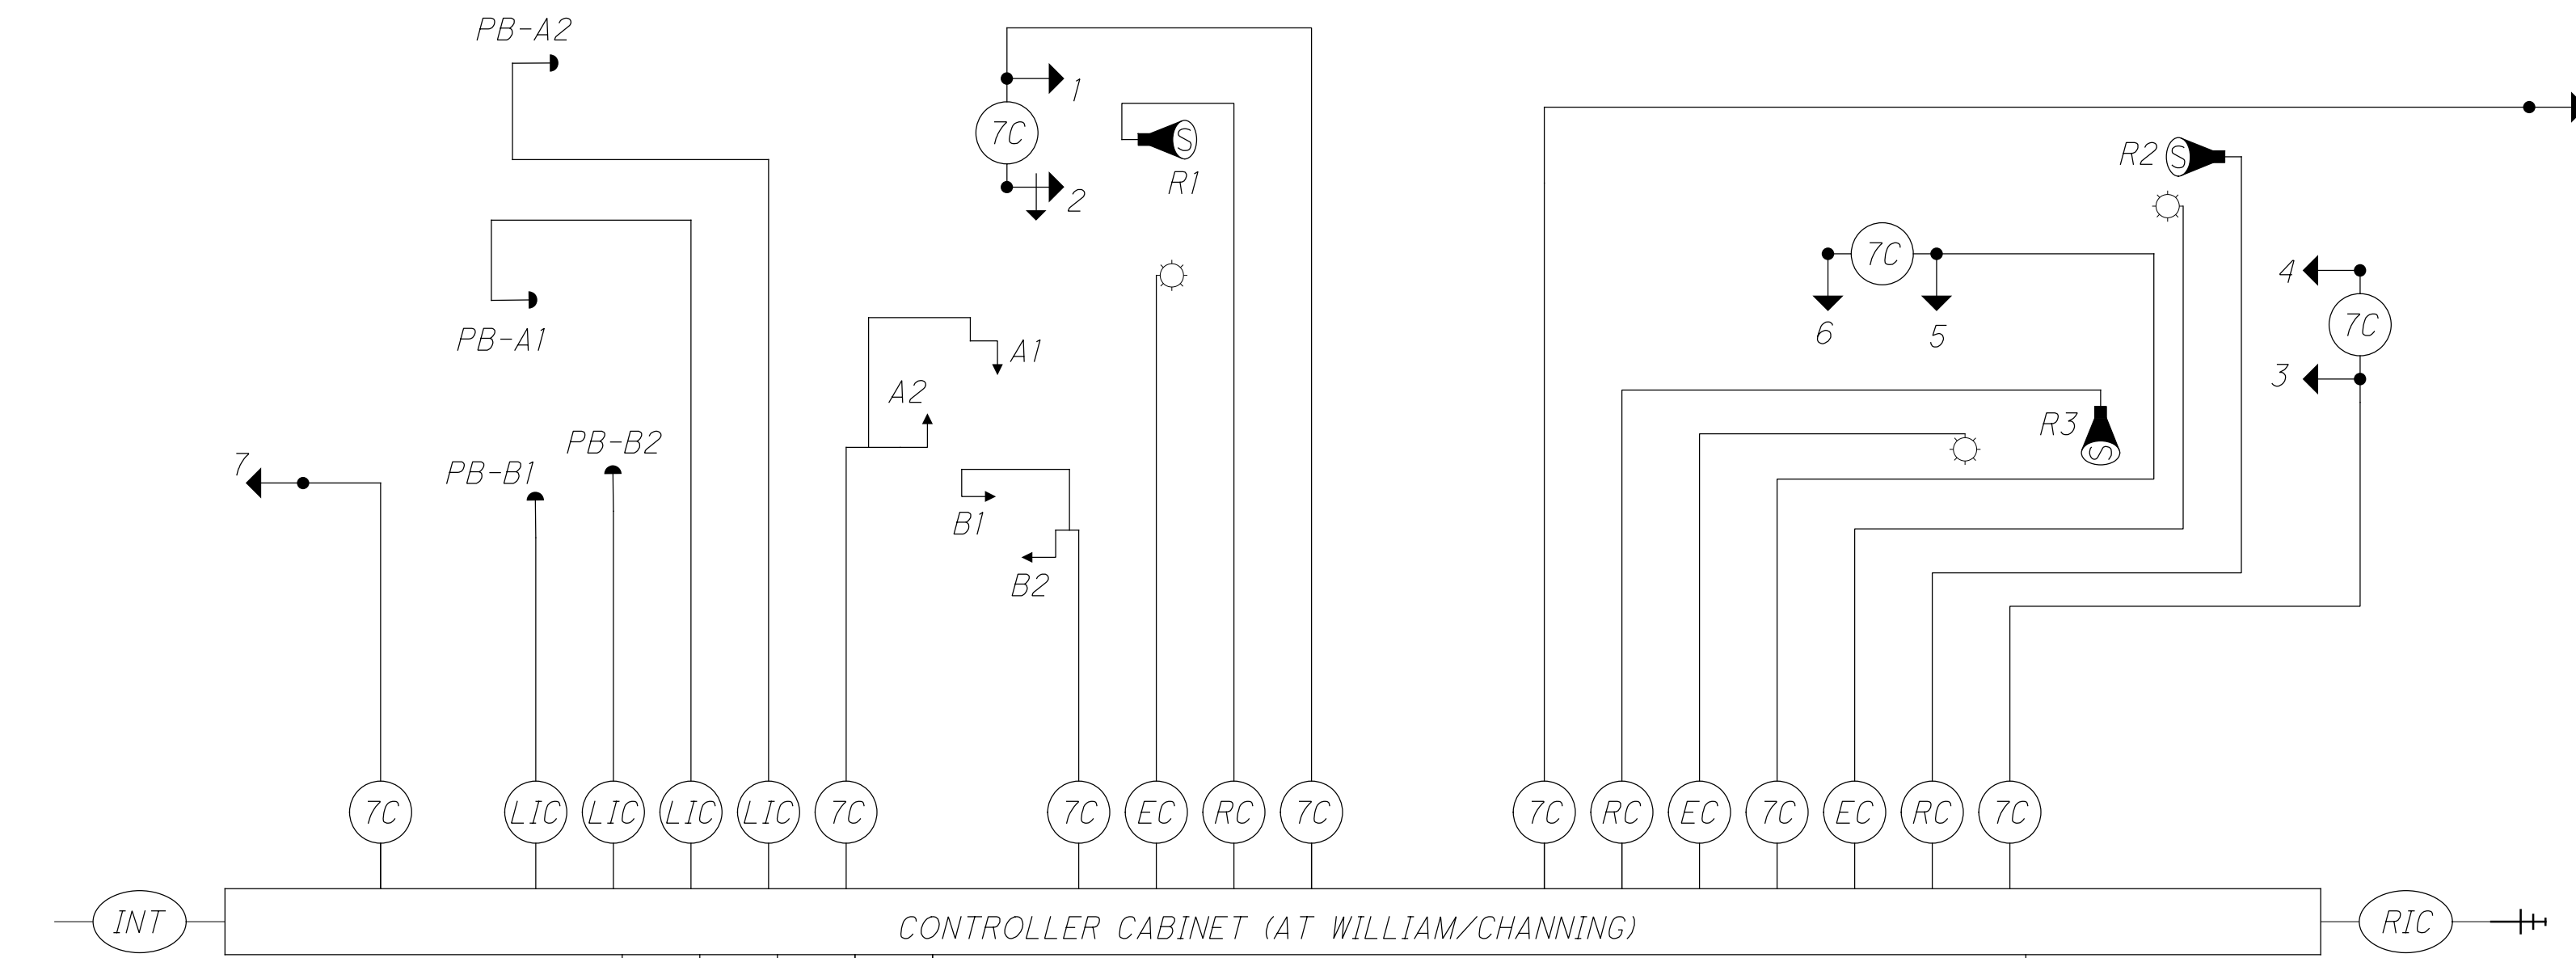 PB-A2
1
7C
S
R2 S
R1
2
7C
4
7C
6
5
3
PB-A1
A1
A2
R3
S
PB-B2
7
PB-B1
B1
B2
7C LIC LIC LIC LIC 7C 7C EC RC 7C 7C RC EC 7C EC RC 7C
INT
CONTROLLER CABINET (AT WILLIAM/CHANNING)
RIC